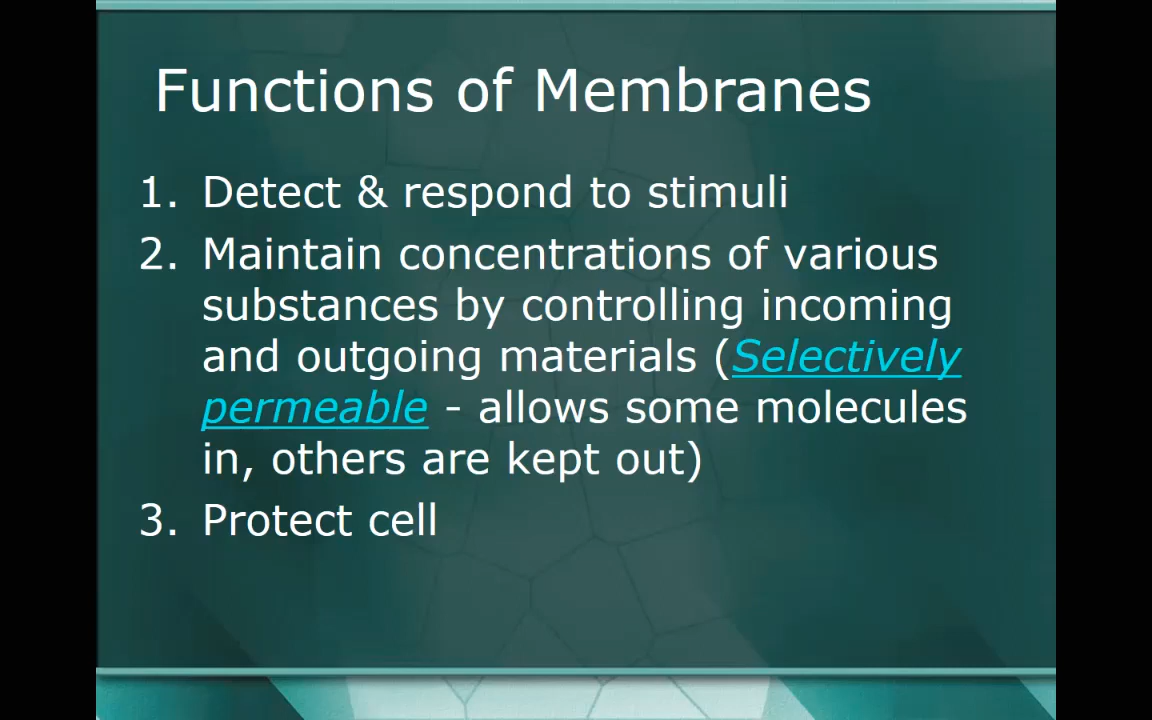 Functions of Membranes
1. Detect & respond to stimuli
2. Maintain concentrations of various
substances by controlling incoming
and outgoing materials (Selectively
permeable - allows some molecules
in, others are kept out)
3. Protect cell